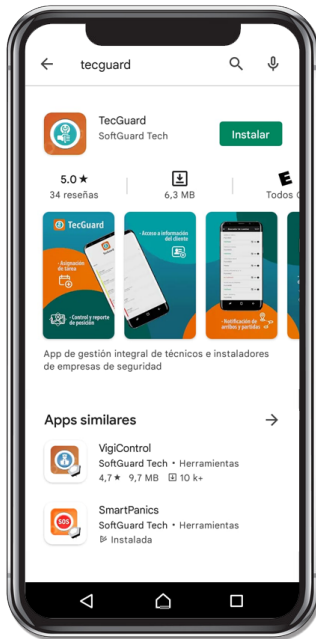 tecguard
TecGuard
SoftGuard Tech
Instalar
5.0 ★
34 reseñas
6,3 MB
E
Todos
TecGuard
- Asignación
de tarea
- Control y reporte
de posición
- Acceso a información
del cliente
- Notificación de
arribos y partidas
App de gestión integral de técnicos e instaladores
de empresas de seguridad
Apps similares
VigiControl
SoftGuard Tech • Herramientas
4,7 ★ 9,7 MB 10 k+
SOS
SmartPanics
SoftGuard Tech • Herramientas
Instalada